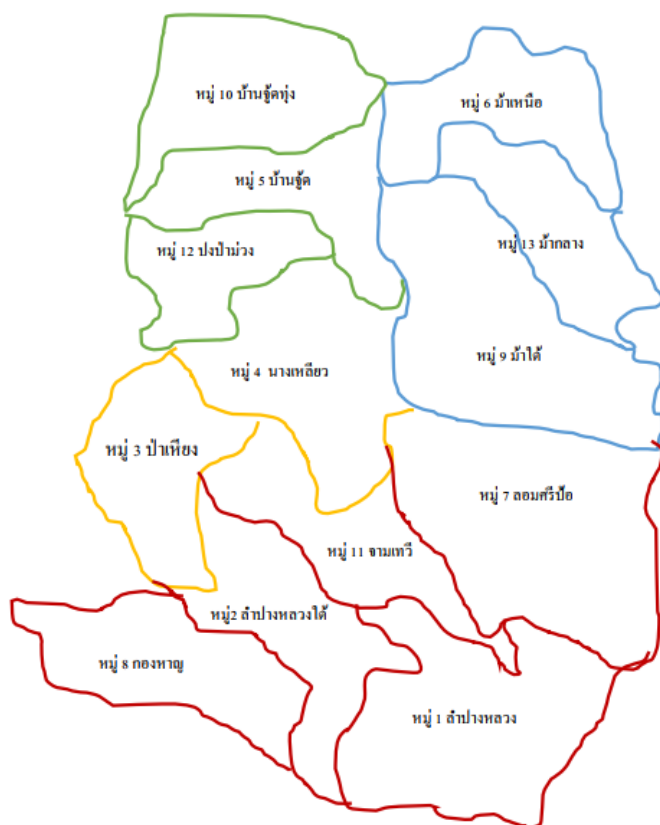 หมู่ 10 บ้านจู้ดทุ่ง
หมู่ 6 ม้าเหนือ
หมู่ 5 บ้านจู้ด
หมู่ 12 ปงป่าม่วง
หมู่ 13 ม้ากลาง
หมู่ 9 ม้าใต้
หมู่ 4 นางเหลียว
หมู่ 3 ป่าเหียง
หมู่ 7 ลอมศรีป้อ
หมู่ 11 จามเทวี
หมู่2 ลำปางหลวงใต้
หมู่ 8 กองหาญ
หมู่ 1 ลำปางหลวง